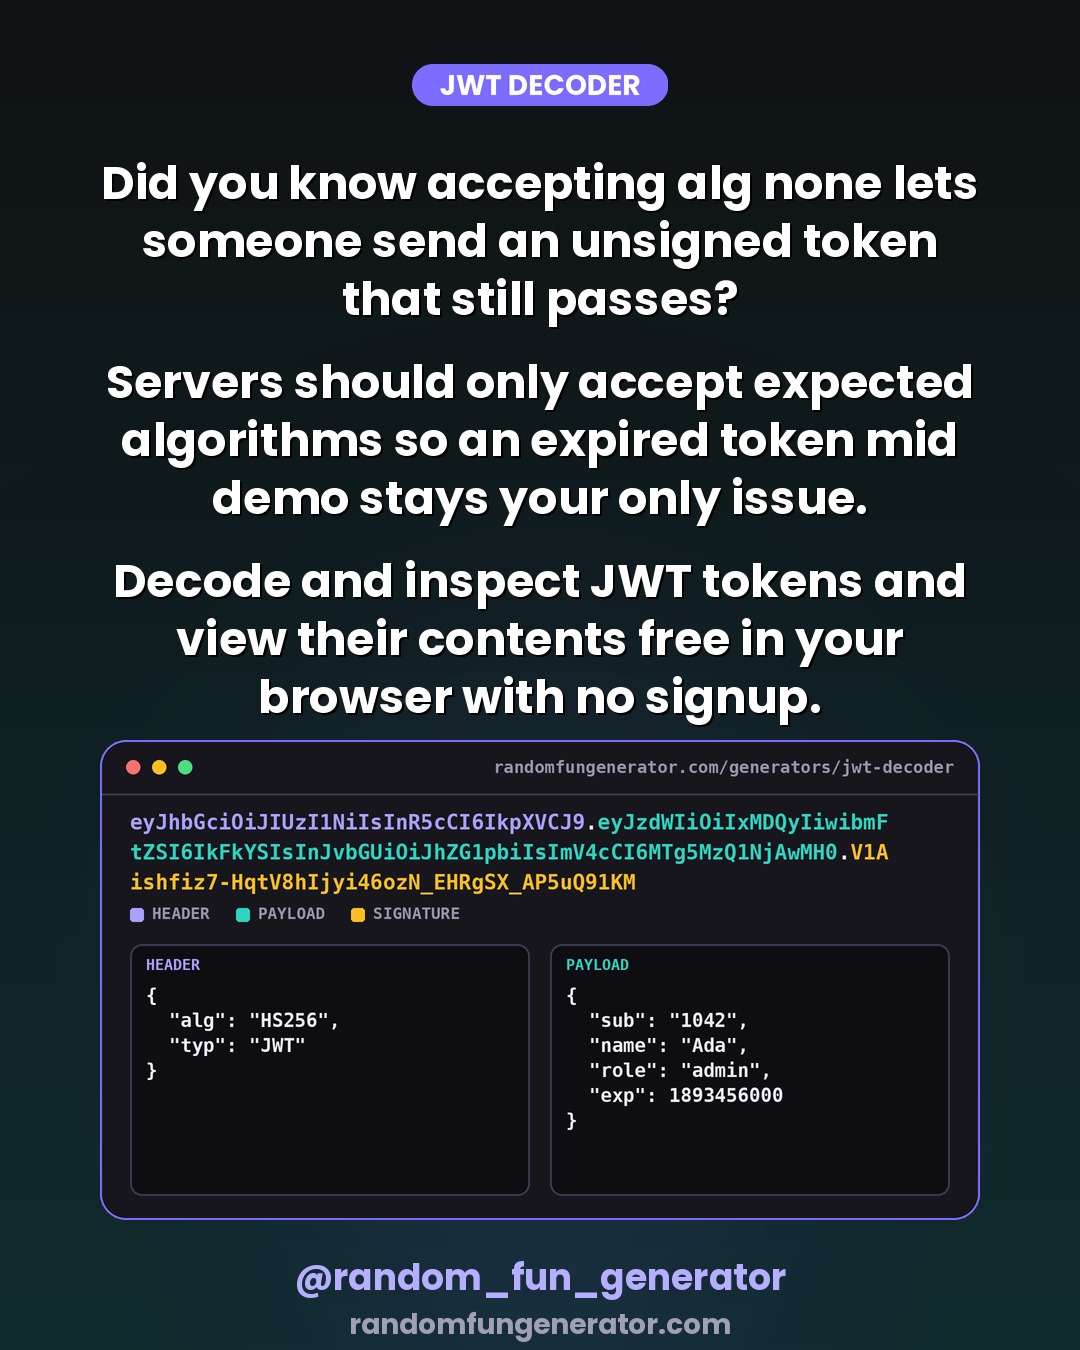 JWT DECODER
Did you know accepting alg none lets
someone send an unsigned token
that still passes?
Servers should only accept expected
algorithms so an expired token mid
demo stays your only issue.
Decode and inspect JWT tokens and
view their contents free in your
browser with no signup.
randomfungenerator.com/generators/jwt-decoder
eyJhbGciOiJIUzI1NiIsInR5cCI6IkpXVCJ9.eyJzdWIiOiIxMDQyIiwibmF
tZSI6IkFkYSIsInJvbGUiOiJhZG1pbiIsImV4cCI6MTg5MzQ1NjAwMH0.V1A
ishfiz7-HqtV8hIjyi46ozN_EHRgSX_AP5uQ91KM
HEADER PAYLOAD SIGNATURE
HEADER
{
"alg": "HS256",
"typ": "JWT"
}
PAYLOAD
{
"sub": "1042",
"name": "Ada",
"role": "admin",
"exp": 1893456000
}
@random_fun_generator
randomfungenerator.com